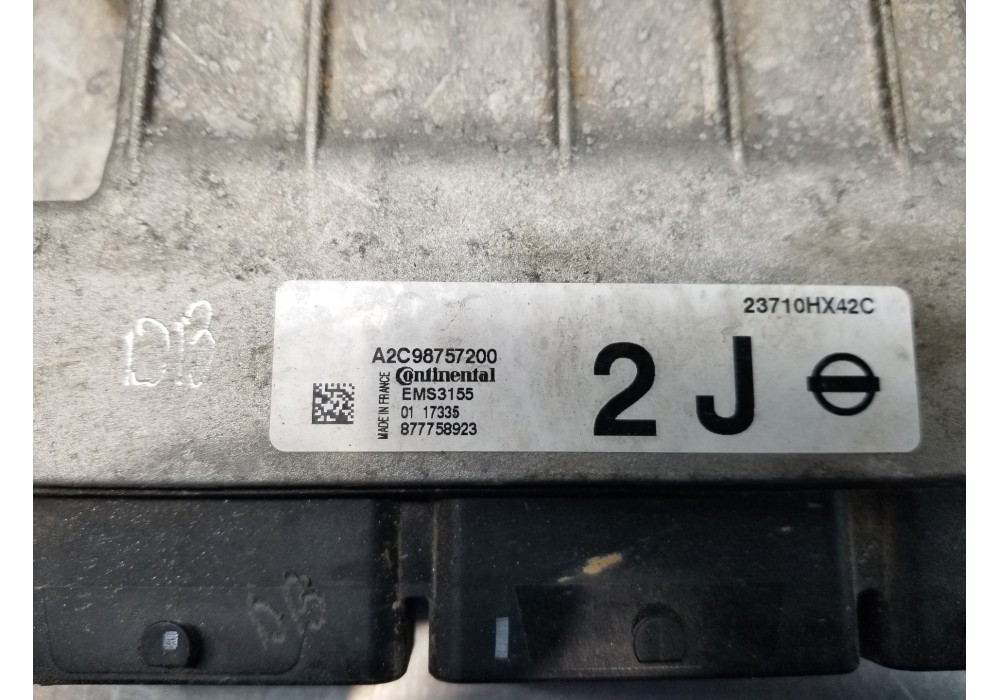 23710HX42C
A2C98757200
Continental
MADE IN FRANCE
EMS3155
01 17335
877758923
2J